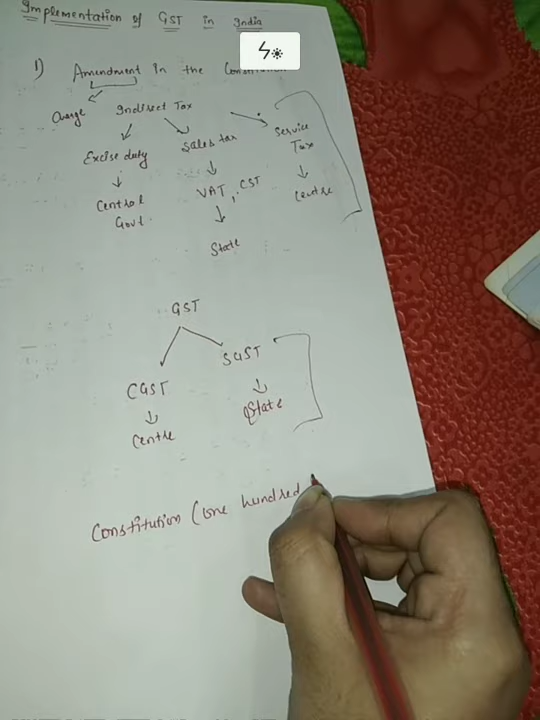 Implementation of GST in India
1) Amendment in the
Change Indirect Tax
Excise duty Sales tax Service Tax
Central Govt. VAT, CST Centre
State
GST
CGST SGST
Centre State
Constitution (one hundred